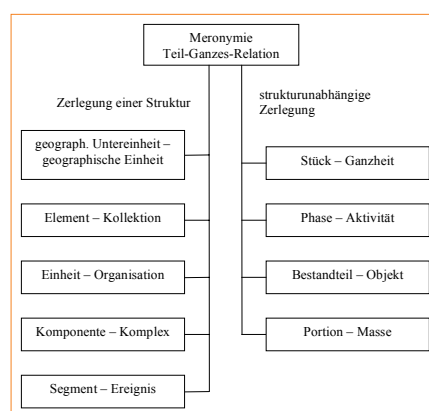 Meronymie
Teil-Ganzes-Relation
Zerlegung einer Struktur
geograph. Untereinheit –
geographische Einheit
Element – Kollektion
Einheit – Organisation
Komponente – Komplex
Segment – Ereignis
strukturunabhängige
Zerlegung
Stück – Ganzheit
Phase – Aktivität
Bestandteil – Objekt
Portion – Masse